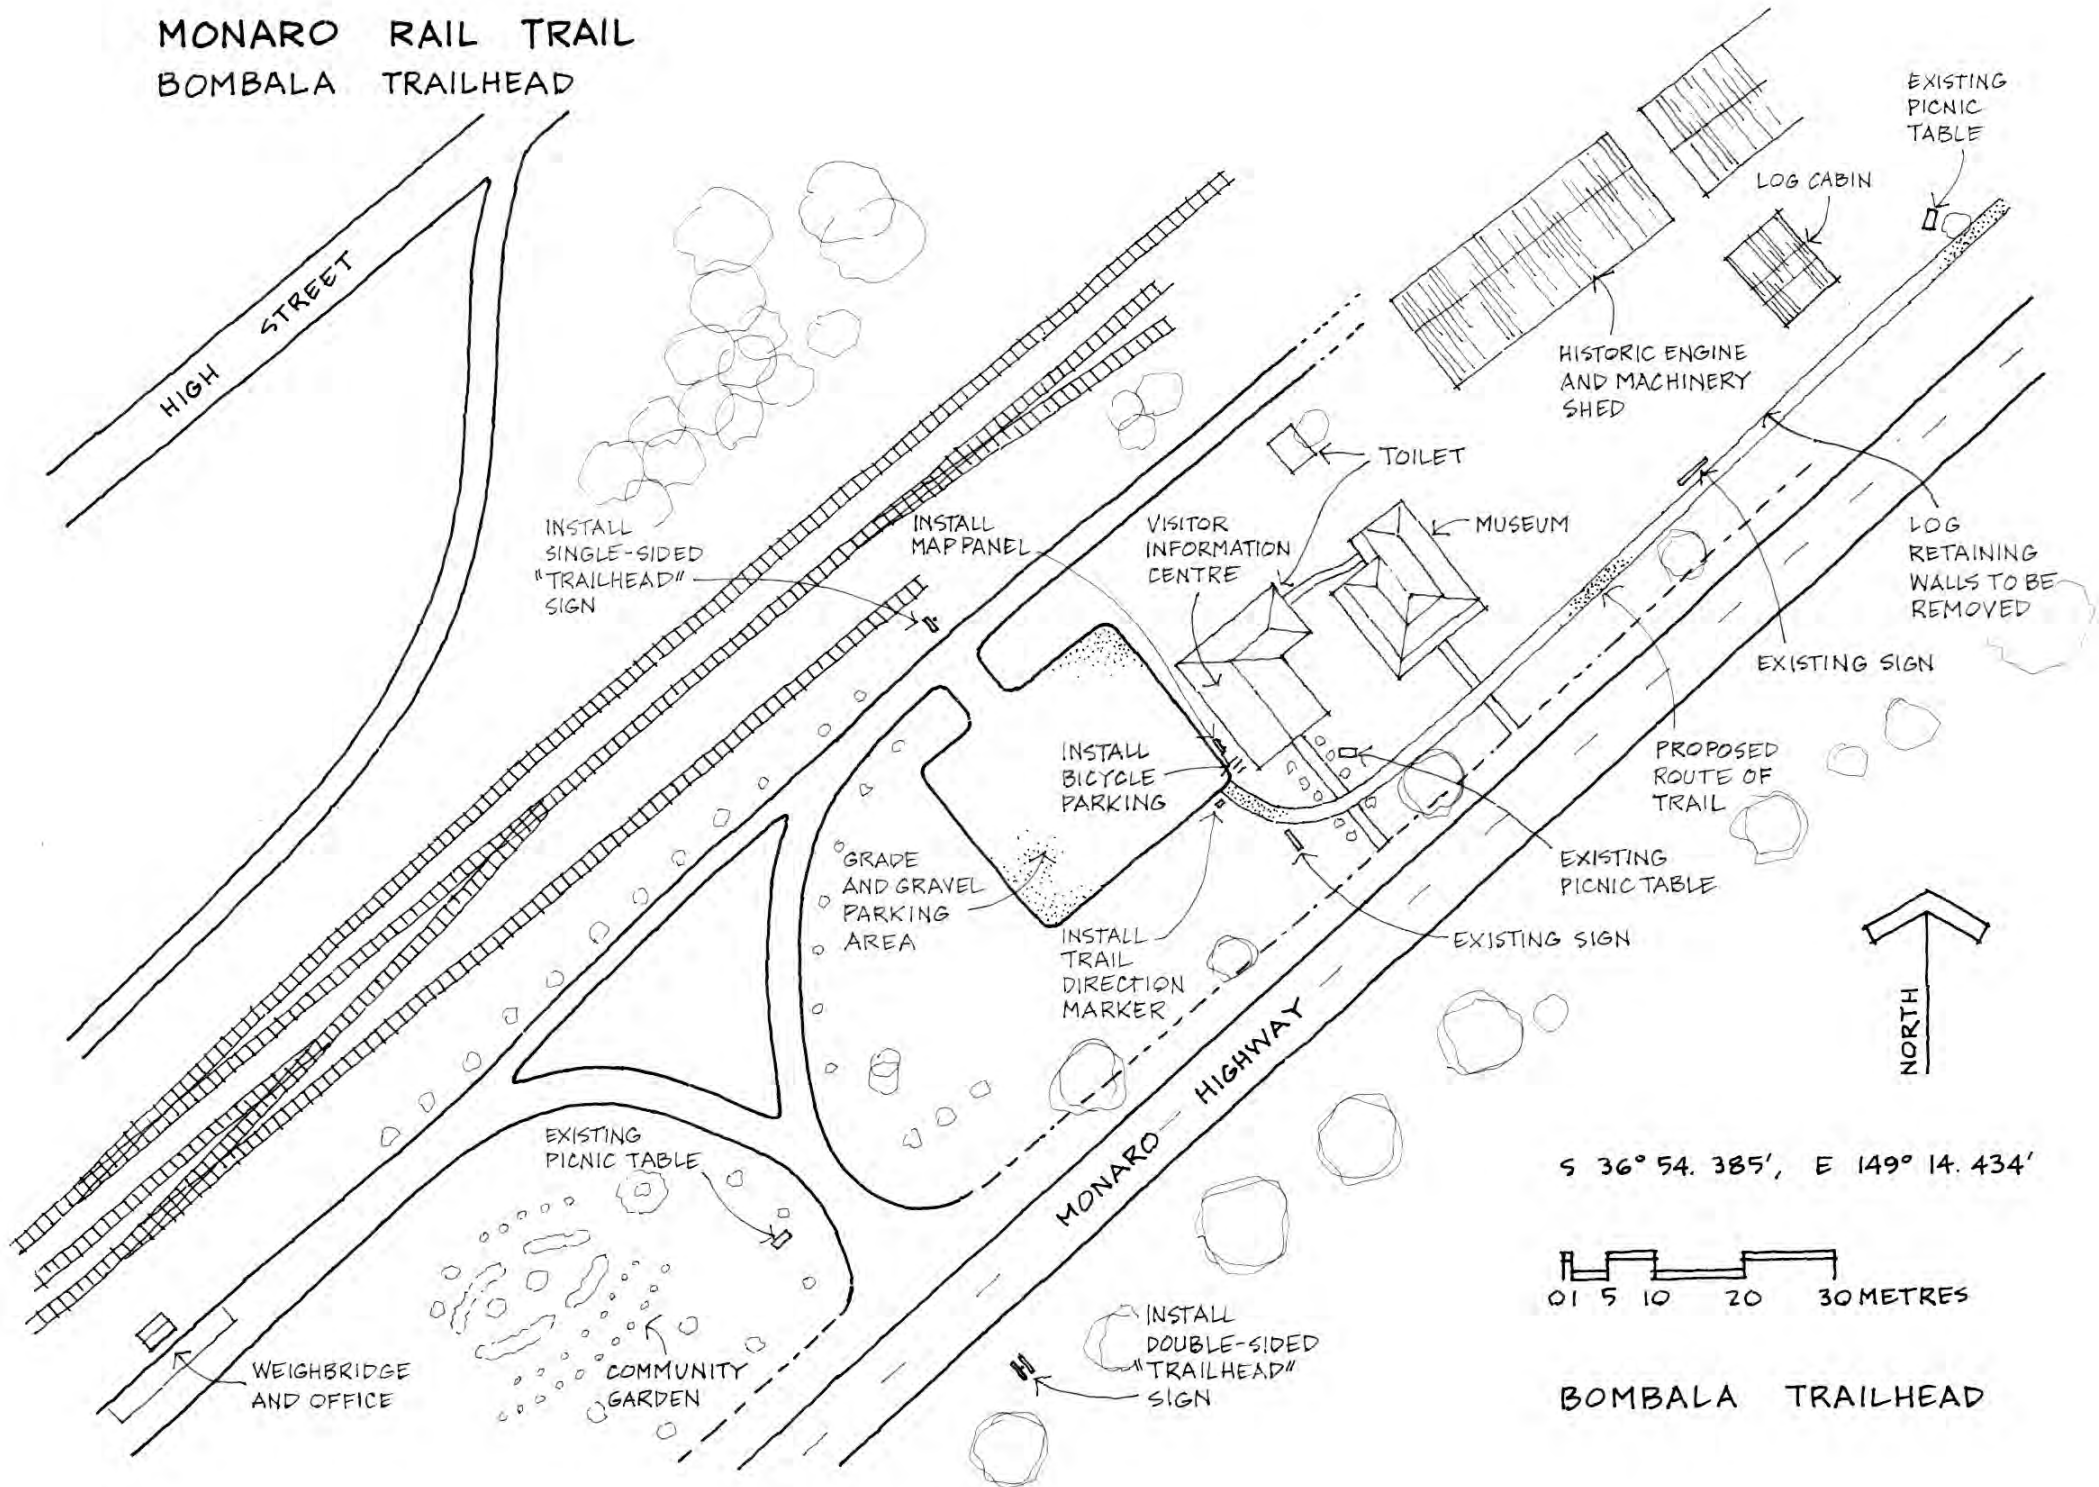 MONARO RAIL TRAIL
BOMBALA TRAILHEAD
HIGH STREET
EXISTING
PICNIC
TABLE
LOG CABIN
HISTORIC ENGINE
AND MACHINERY
SHED
TOILET
MUSEUM
INSTALL
SINGLE-SIDED
"TRAILHEAD"
SIGN
INSTALL
MAP PANEL
VISITOR
INFORMATION
CENTRE
LOG
RETAINING
WALLS TO BE
REMOVED
EXISTING SIGN
INSTALL
BICYCLE
PARKING
PROPOSED
ROUTE OF
TRAIL
GRADE
AND GRAVEL
PARKING
AREA
EXISTING
PICNIC TABLE
INSTALL
TRAIL
DIRECTION
MARKER
EXISTING SIGN
NORTH
MONARO HIGHWAY
EXISTING
PICNIC TABLE
S 36° 54. 385', E 149° 14. 434'
0 1 5 10 20 30 METRES
INSTALL
DOUBLE-SIDED
"TRAILHEAD"
SIGN
WEIGHBRIDGE
AND OFFICE
COMMUNITY
GARDEN
BOMBALA TRAILHEAD